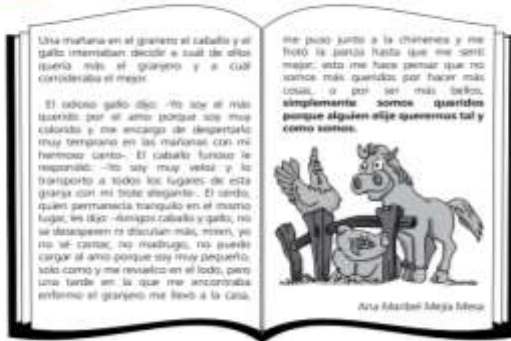 Una mañana en el granero el caballo y el
gallo intentaban decidir a cuál de ellos
quería más el granjero y a cuál
consideraba el mejor.
El odioso gallo dijo: -Yo soy el más
querido por el amo porque soy muy
colorido y me encargo de despertarlo
muy temprano en las mañanas con mi
hermoso canto-. El caballo furioso le
respondió: -Yo soy muy veloz y lo
transporto a todos los lugares de esta
granja con mi trote elegante-. El cerdo,
quien permanecía tranquilo en el mismo
lugar, les dijo: -Amigos caballo y gallo, no
se desesperen ni discutan más, miren, yo
no sé cantar, no madrugo, no puedo
cargar al amo porque soy muy pequeño,
solo como y me revuelco en el lodo, pero
una tarde en la que me encontraba
enfermo el granjero me llevó a la casa,
me puso junto a la chimenea y me
frotó la panza hasta que me sentí
mejor; esto me hace pensar que no
somos más queridos por hacer más
cosas, o por ser más bellos,
simplemente somos queridos
porque alguien elije querernos tal y
como somos.
Ana Maribel Mejía Mesa